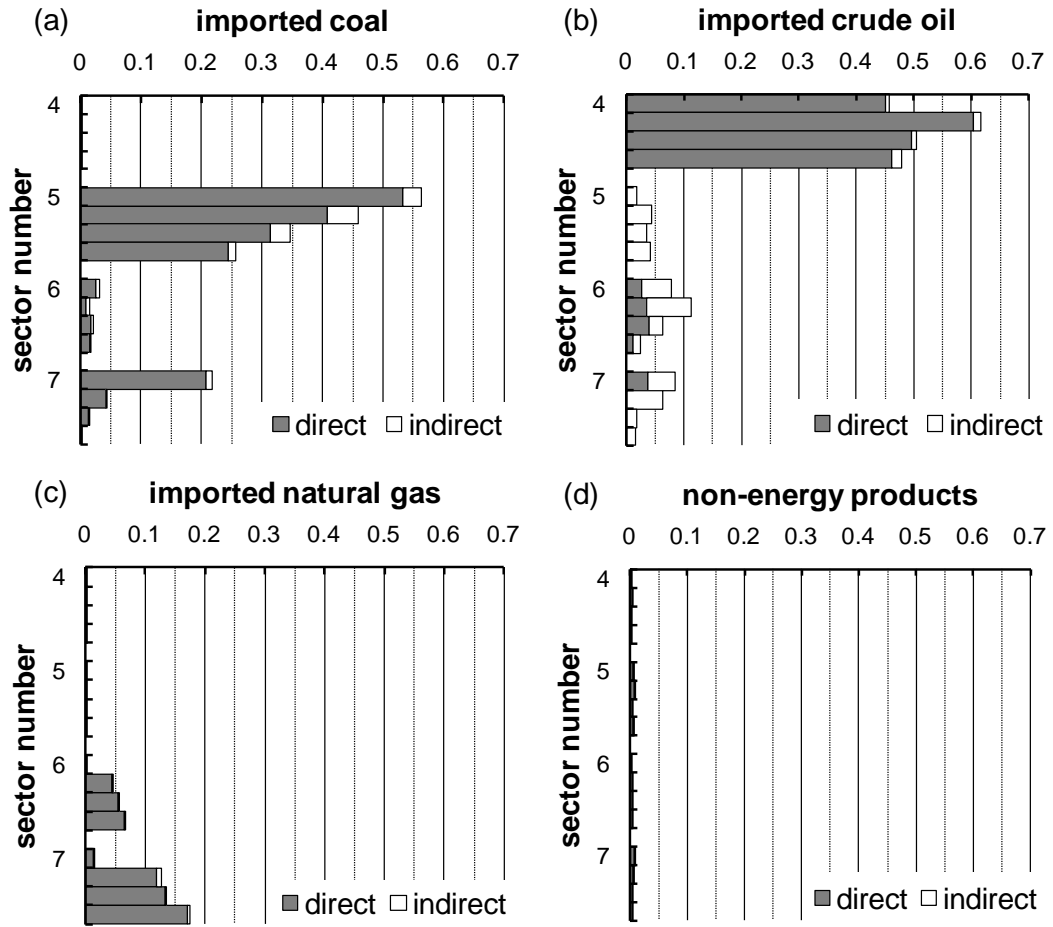 (a) imported coal
0 0.1 0.2 0.3 0.4 0.5 0.6 0.7
sector number
4
5
6
7
direct indirect
(b) imported crude oil
0 0.1 0.2 0.3 0.4 0.5 0.6 0.7
sector number
4
5
6
7
direct indirect
(c) imported natural gas
0 0.1 0.2 0.3 0.4 0.5 0.6 0.7
sector number
4
5
6
7
direct indirect
(d) non-energy products
0 0.1 0.2 0.3 0.4 0.5 0.6 0.7
sector number
4
5
6
7
direct indirect